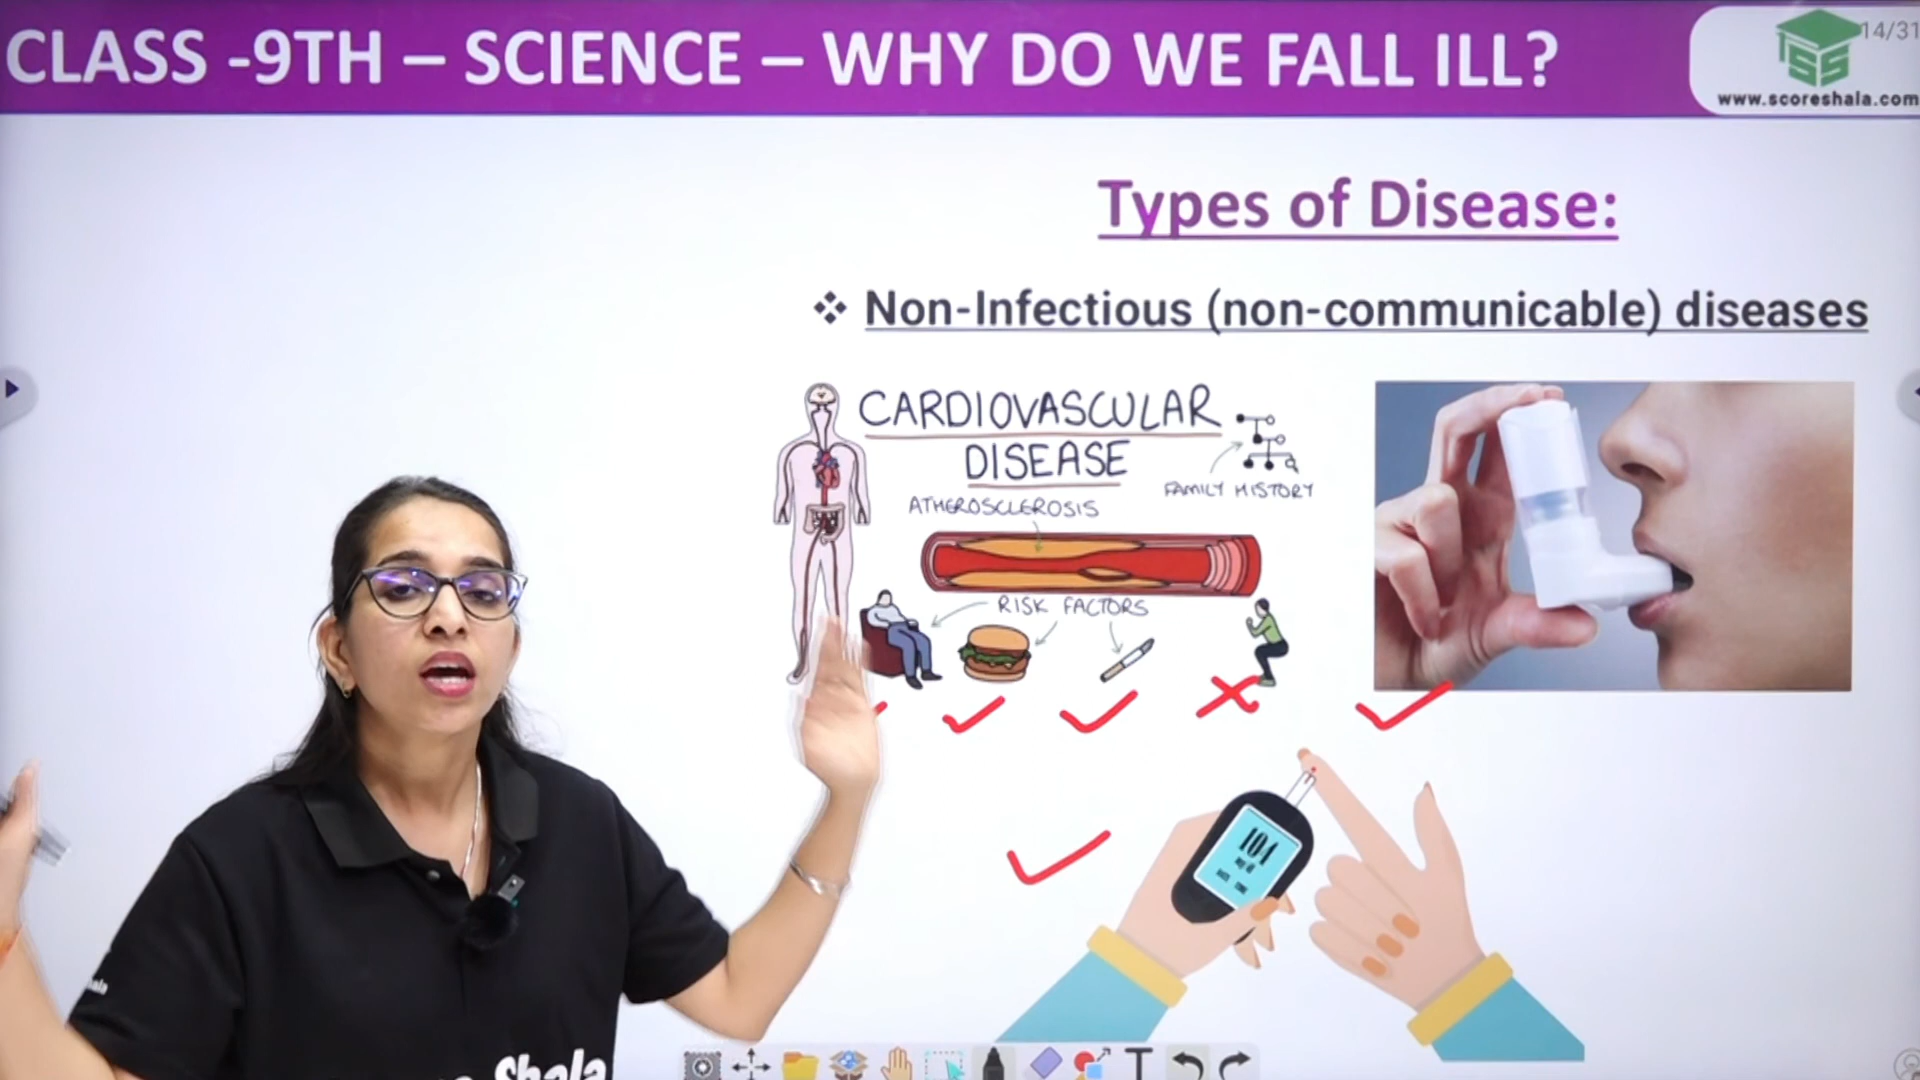 CLASS -9TH – SCIENCE – WHY DO WE FALL ILL?
14/31
www.scoreshala.com
Types of Disease:
❖ Non-Infectious (non-communicable) diseases
CARDIOVASCULAR
DISEASE
FAMILY HISTORY
ATHEROSCLEROSIS
RISK FACTORS
104
Shala